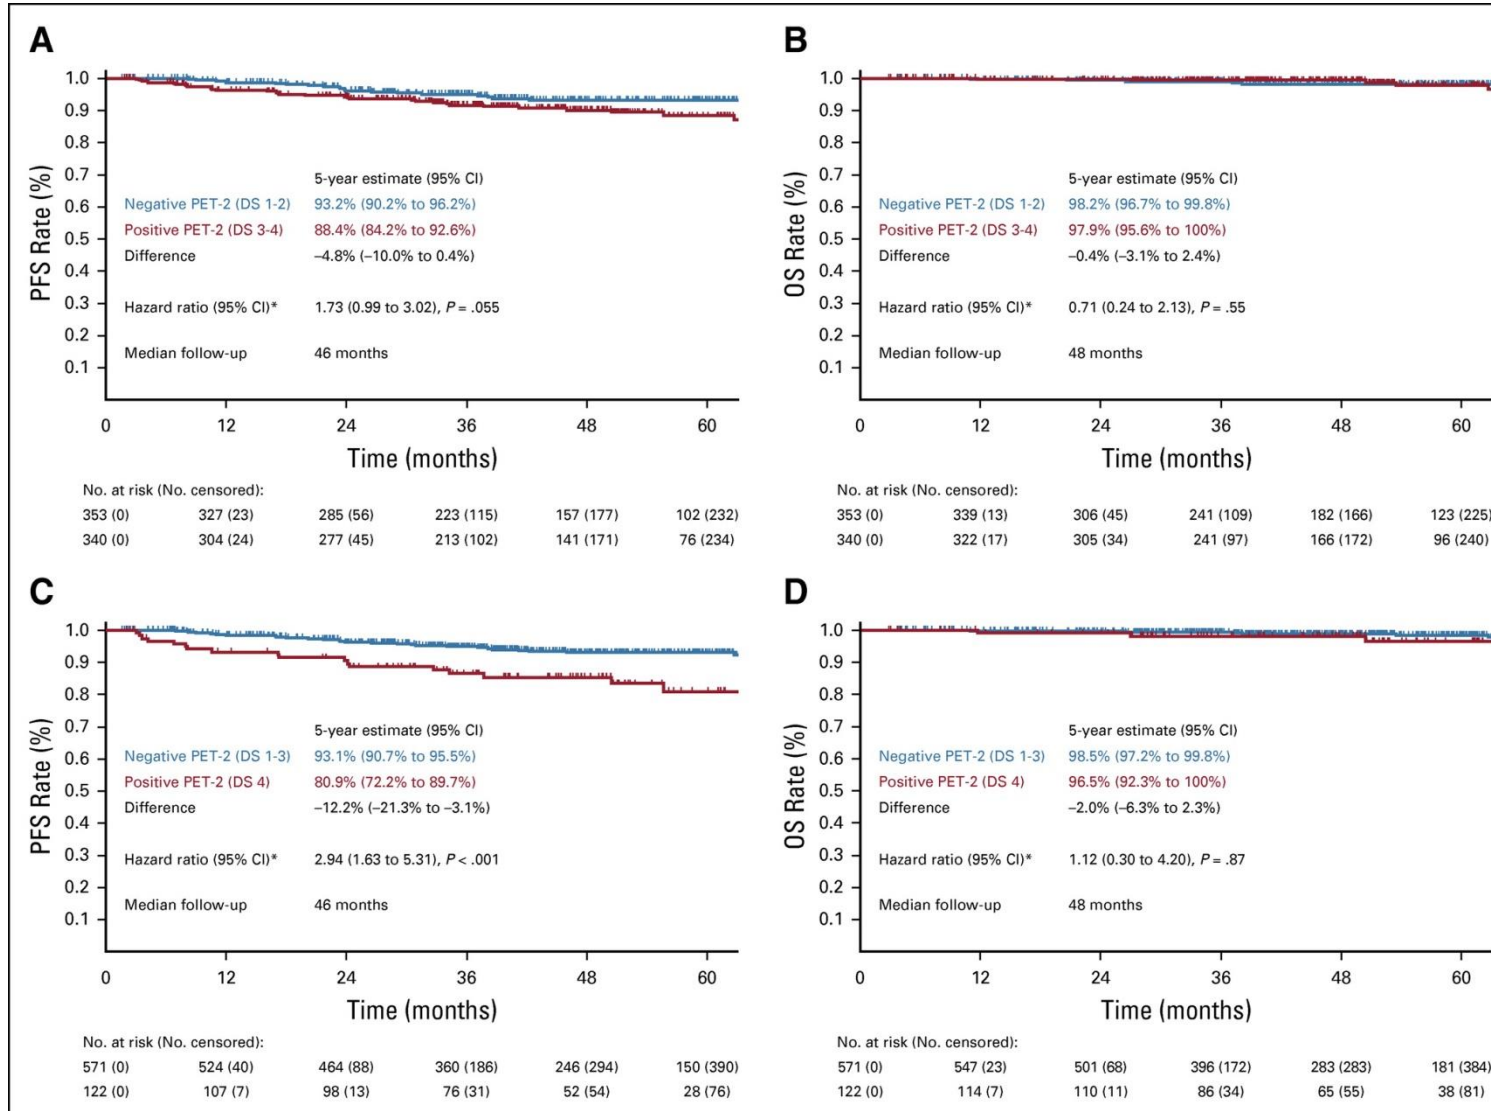 A
PFS Rate (%)
1.0
0.9
0.8
0.7
0.6
0.5
0.4
0.3
0.2
0.1
5-year estimate (95% CI)
Negative PET-2 (DS 1-2) 93.2% (90.2% to 96.2%)
Positive PET-2 (DS 3-4) 88.4% (84.2% to 92.6%)
Difference –4.8% (–10.0% to 0.4%)
Hazard ratio (95% CI)* 1.73 (0.99 to 3.02), P = .055
Median follow-up 46 months
0 12 24 36 48 60
Time (months)
No. at risk (No. censored):
353 (0) 327 (23) 285 (56) 223 (115) 157 (177) 102 (232)
340 (0) 304 (24) 277 (45) 213 (102) 141 (171) 76 (234)
B
OS Rate (%)
1.0
0.9
0.8
0.7
0.6
0.5
0.4
0.3
0.2
0.1
5-year estimate (95% CI)
Negative PET-2 (DS 1-2) 98.2% (96.7% to 99.8%)
Positive PET-2 (DS 3-4) 97.9% (95.6% to 100%)
Difference –0.4% (–3.1% to 2.4%)
Hazard ratio (95% CI)* 0.71 (0.24 to 2.13), P = .55
Median follow-up 48 months
0 12 24 36 48 60
Time (months)
No. at risk (No. censored):
353 (0) 339 (13) 306 (45) 241 (109) 182 (166) 123 (225)
340 (0) 322 (17) 305 (34) 241 (97) 166 (172) 96 (240)
C
PFS Rate (%)
1.0
0.9
0.8
0.7
0.6
0.5
0.4
0.3
0.2
0.1
5-year estimate (95% CI)
Negative PET-2 (DS 1-3) 93.1% (90.7% to 95.5%)
Positive PET-2 (DS 4) 80.9% (72.2% to 89.7%)
Difference –12.2% (–21.3% to –3.1%)
Hazard ratio (95% CI)* 2.94 (1.63 to 5.31), P < .001
Median follow-up 46 months
0 12 24 36 48 60
Time (months)
No. at risk (No. censored):
571 (0) 524 (40) 464 (88) 360 (186) 246 (294) 150 (390)
122 (0) 107 (7) 98 (13) 76 (31) 52 (54) 28 (76)
D
OS Rate (%)
1.0
0.9
0.8
0.7
0.6
0.5
0.4
0.3
0.2
0.1
5-year estimate (95% CI)
Negative PET-2 (DS 1-3) 98.5% (97.2% to 99.8%)
Positive PET-2 (DS 4) 96.5% (92.3% to 100%)
Difference –2.0% (–6.3% to 2.3%)
Hazard ratio (95% CI)* 1.12 (0.30 to 4.20), P = .87
Median follow-up 48 months
0 12 24 36 48 60
Time (months)
No. at risk (No. censored):
571 (0) 547 (23) 501 (68) 396 (172) 283 (283) 181 (384)
122 (0) 114 (7) 110 (11) 86 (34) 65 (55) 38 (81)